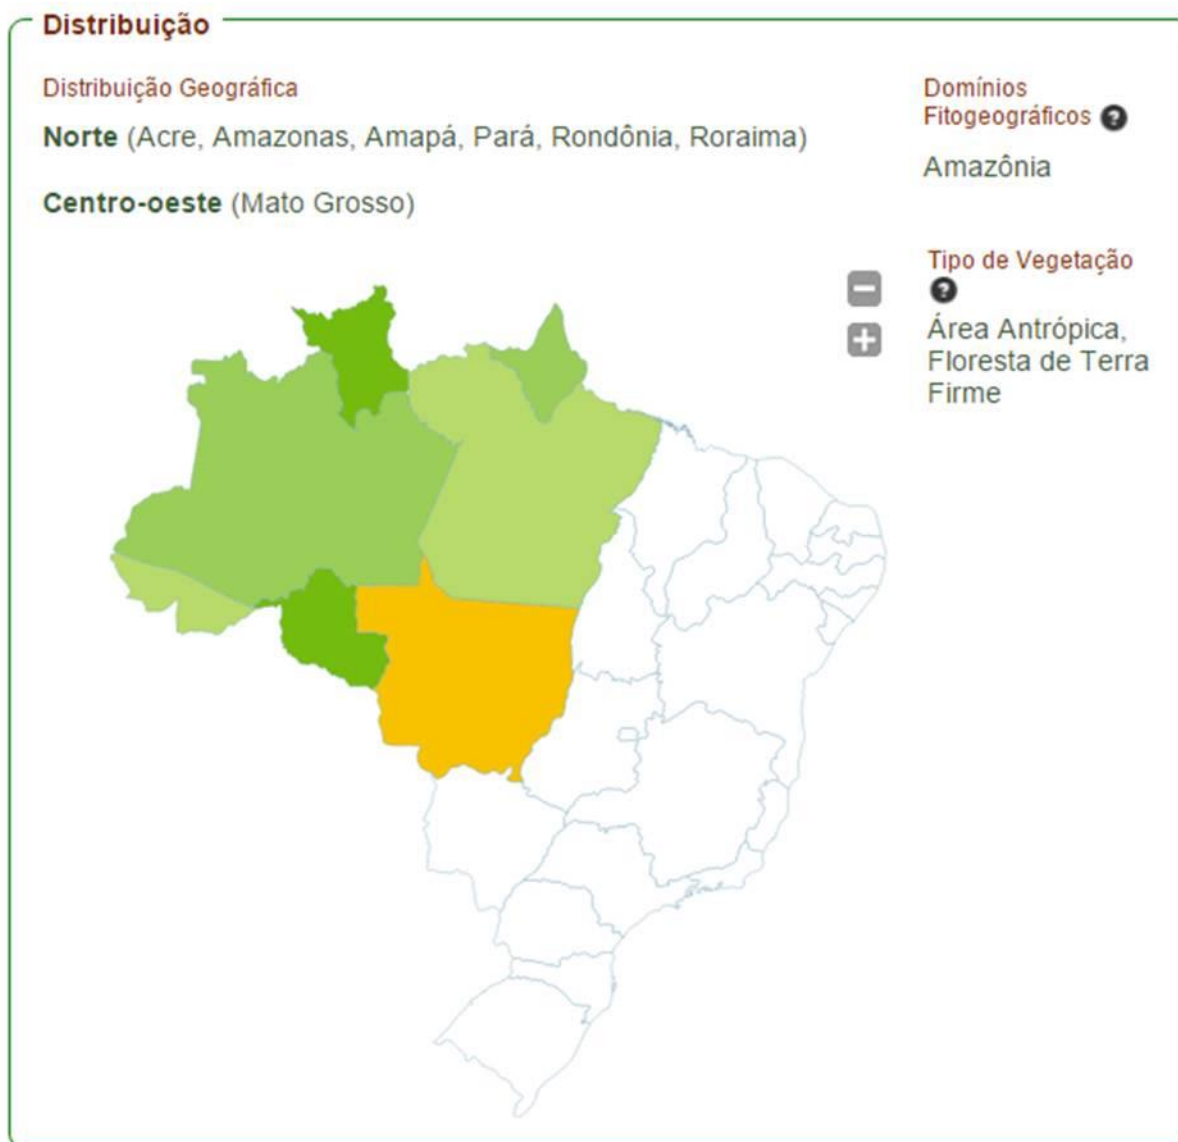 Distribuição
Distribuição Geográfica
Norte (Acre, Amazonas, Amapá, Pará, Rondônia, Roraima)
Centro-oeste (Mato Grosso)
Domínios
Fitogeográficos ?
Amazônia
Tipo de Vegetação
?
Área Antrópica,
Floresta de Terra
Firme